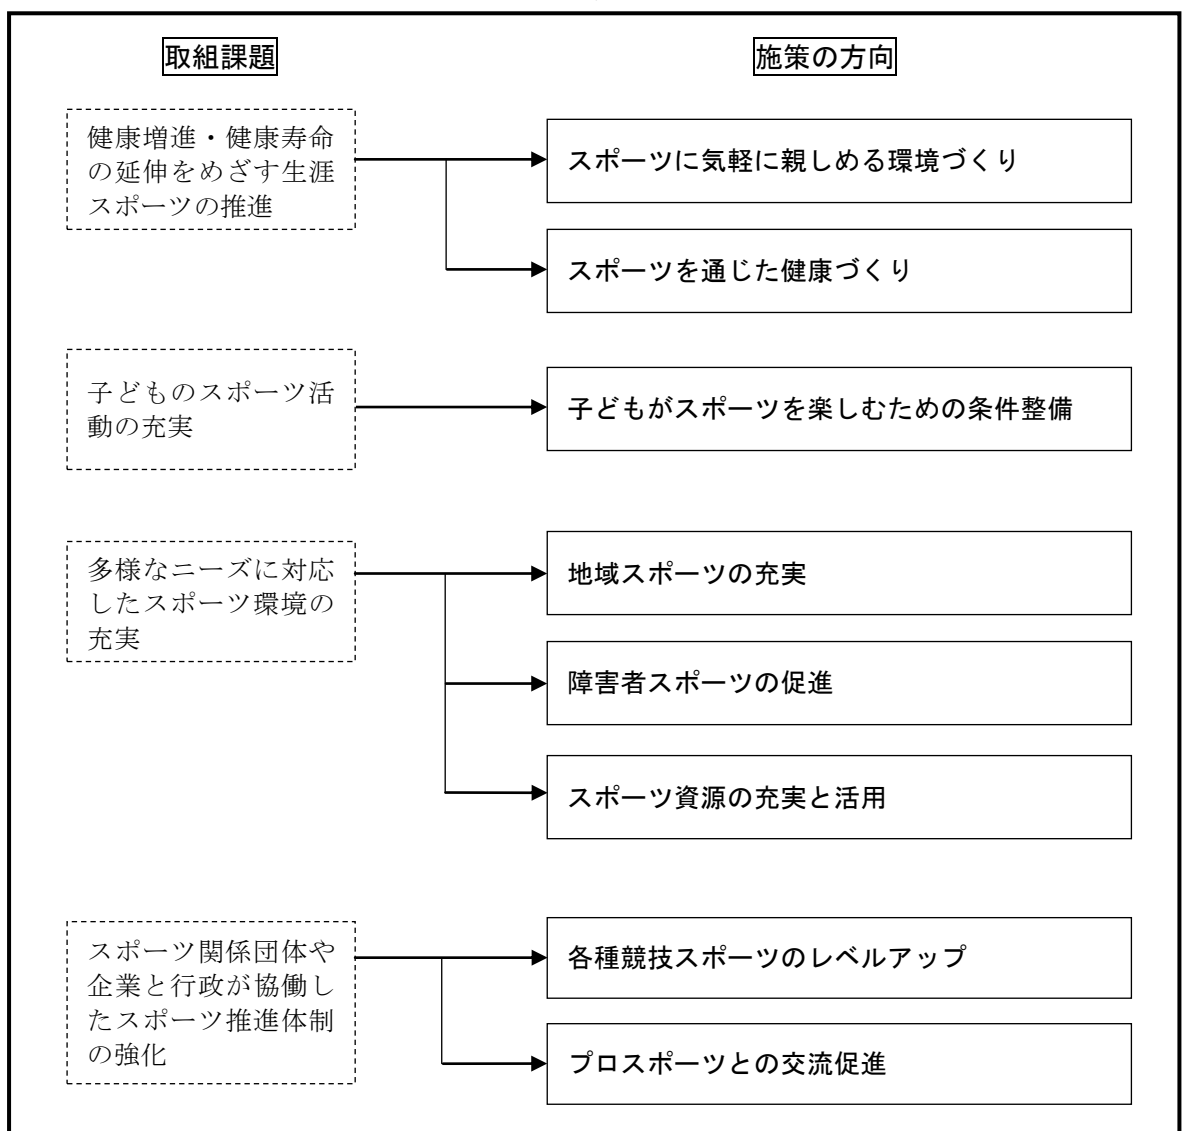 取組課題
施策の方向
健康増進・健康寿命
の延伸をめざす生涯
スポーツの推進
スポーツに気軽に親しめる環境づくり
スポーツを通じた健康づくり
子どものスポーツ活
動の充実
子どもがスポーツを楽しむための条件整備
多様なニーズに対応
したスポーツ環境の
充実
地域スポーツの充実
障害者スポーツの促進
スポーツ資源の充実と活用
スポーツ関係団体や
企業と行政が協働し
たスポーツ推進体制
の強化
各種競技スポーツのレベルアップ
プロスポーツとの交流促進